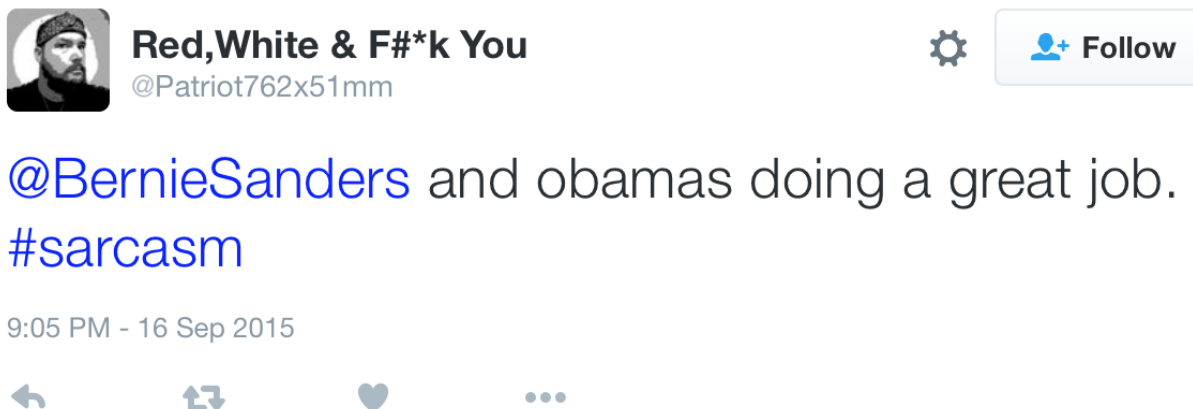 Red,White & F#*k You
Follow
@Patriot762x51mm
@BernieSanders and obamas doing a great job.
#sarcasm
9:05 PM - 16 Sep 2015